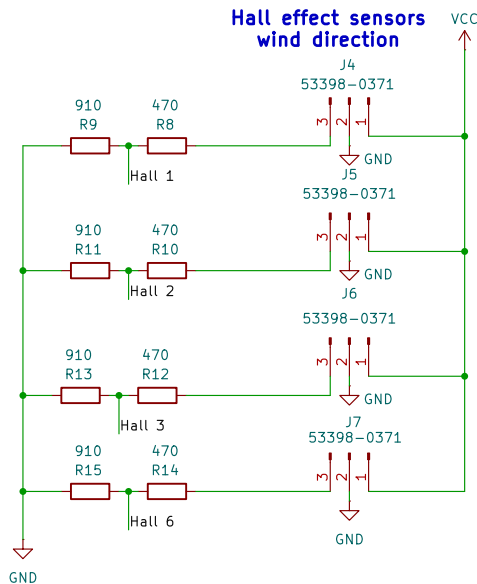 Hall effect sensors
wind direction
VCC
J4
53398-0371
910
470
R9
R8
3
2
1
GND
Hall 1
J5
53398-0371
910
470
R11
R10
3
2
1
GND
Hall 2
J6
53398-0371
910
470
R13
R12
3
2
1
GND
Hall 3
J7
53398-0371
910
470
R15
R14
3
2
1
Hall 6
GND
GND